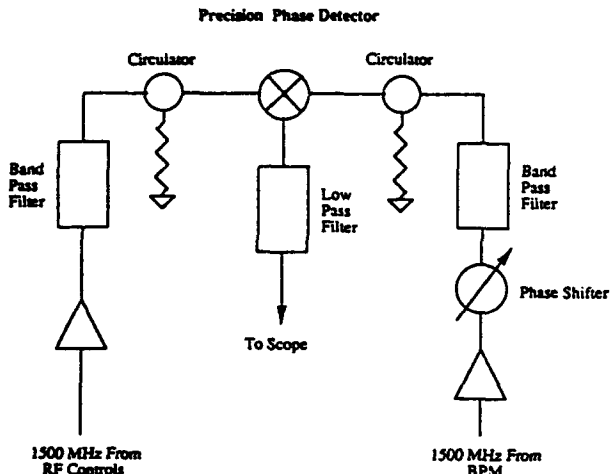 Precision Phase Detector
Circulator
Circulator
Band
Pass
Filter
Low
Pass
Filter
Band
Pass
Filter
Phase Shifter
To Scope
1500 MHz From
RF Controls
1500 MHz From
BPM